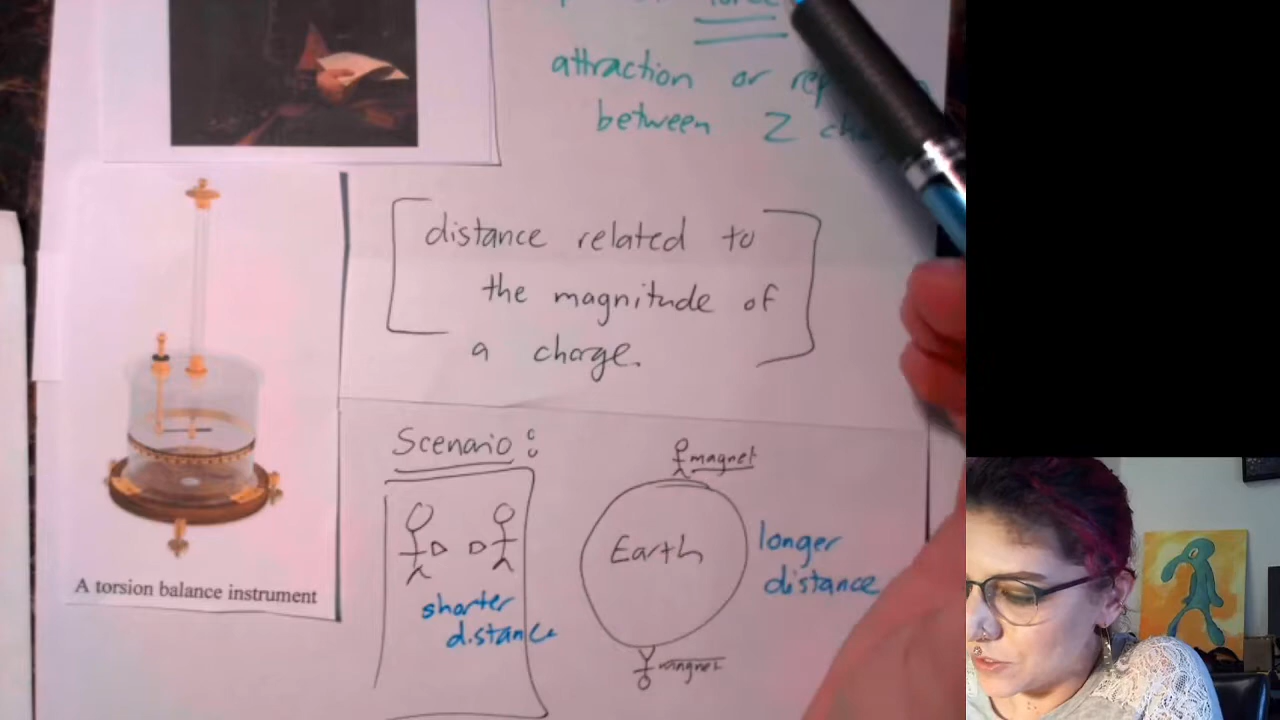 force
attraction or
between 2
distance related to
the magnitude of
a charge.
Scenario:
magnet
Earth
longer
distance
shorter
distance
magnet
A torsion balance instrument